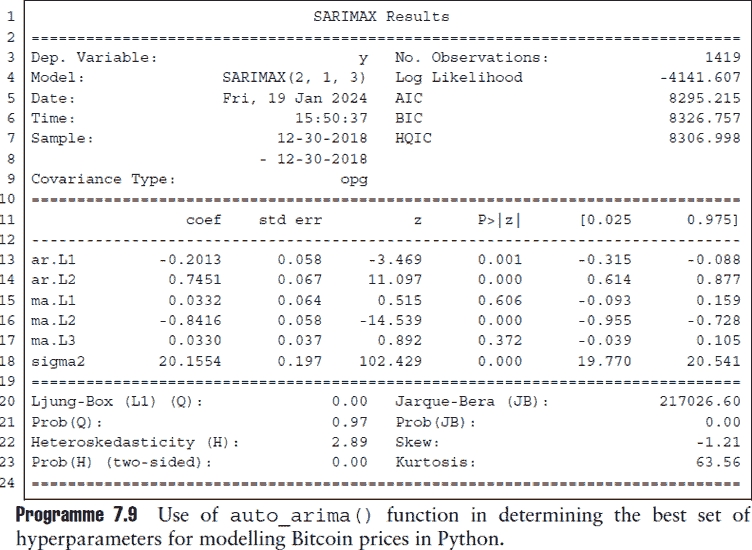 1 SARIMAX Results
2 ==============================================================================
3 Dep. Variable: y No. Observations: 1419
4 Model: SARIMAX(2, 1, 3) Log Likelihood -4141.607
5 Date: Fri, 19 Jan 2024 AIC 8295.215
6 Time: 15:50:37 BIC 8326.757
7 Sample: 12-30-2018 HQIC 8306.998
8 - 12-30-2018
9 Covariance Type: opg
10 ==============================================================================
11 coef std err z P>|z| [0.025 0.975]
12 ------------------------------------------------------------------------------
13 ar.L1 -0.2013 0.058 -3.469 0.001 -0.315 -0.088
14 ar.L2 0.7451 0.067 11.097 0.000 0.614 0.877
15 ma.L1 0.0332 0.064 0.515 0.606 -0.093 0.159
16 ma.L2 -0.8416 0.058 -14.539 0.000 -0.955 -0.728
17 ma.L3 0.0330 0.037 0.892 0.372 -0.039 0.105
18 sigma2 20.1554 0.197 102.429 0.000 19.770 20.541
19 ==============================================================================
20 Ljung-Box (L1) (Q): 0.00 Jarque-Bera (JB): 217026.60
21 Prob(Q): 0.97 Prob(JB): 0.00
22 Heteroskedasticity (H): 2.89 Skew: -1.21
23 Prob(H) (two-sided): 0.00 Kurtosis: 63.56
24 ==============================================================================
Programme 7.9 Use of auto_arima() function in determining the best set of
hyperparameters for modelling Bitcoin prices in Python.